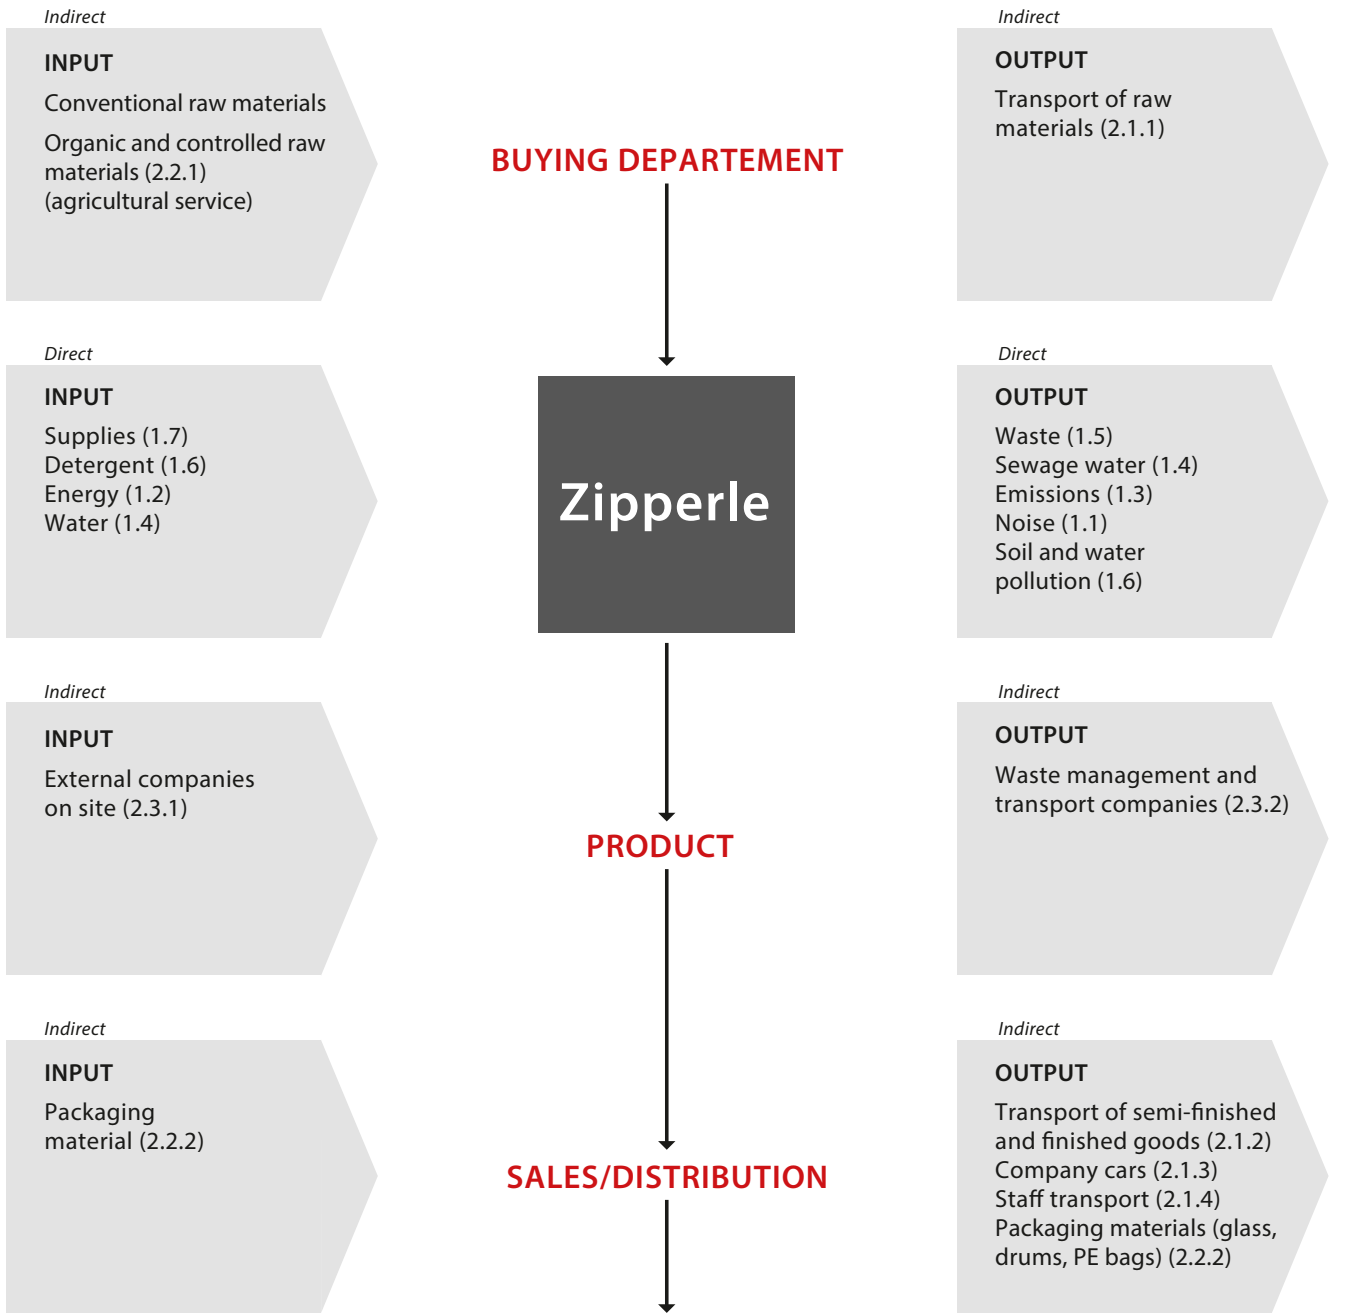 Indirect
INPUT
Conventional raw materials
Organic and controlled raw
materials (2.2.1)
(agricultural service)
BUYING DEPARTEMENT
Indirect
OUTPUT
Transport of raw
materials (2.1.1)
Direct
INPUT
Supplies (1.7)
Detergent (1.6)
Energy (1.2)
Water (1.4)
Zipperle
Direct
OUTPUT
Waste (1.5)
Sewage water (1.4)
Emissions (1.3)
Noise (1.1)
Soil and water
pollution (1.6)
Indirect
INPUT
External companies
on site (2.3.1)
PRODUCT
Indirect
OUTPUT
Waste management and
transport companies (2.3.2)
Indirect
INPUT
Packaging
material (2.2.2)
SALES/DISTRIBUTION
Indirect
OUTPUT
Transport of semi-finished
and finished goods (2.1.2)
Company cars (2.1.3)
Staff transport (2.1.4)
Packaging materials (glass,
drums, PE bags) (2.2.2)